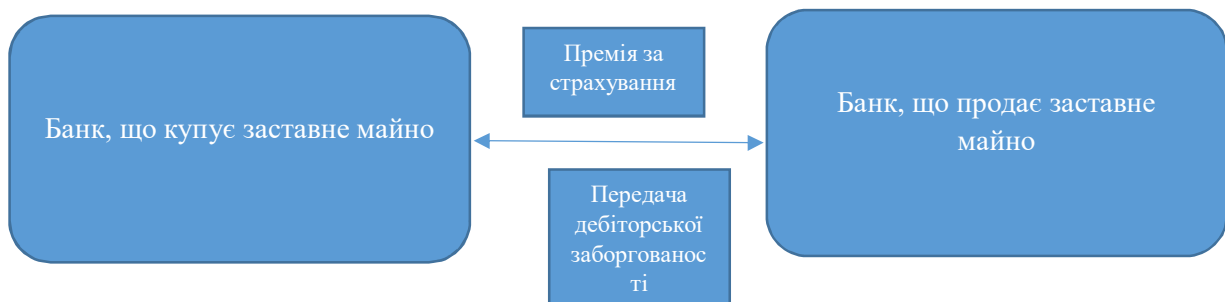 Банк, що купує заставне майно
Премія за
страхування
Банк, що продає заставне
майно
Передача
дебіторської
заборгованос
ті